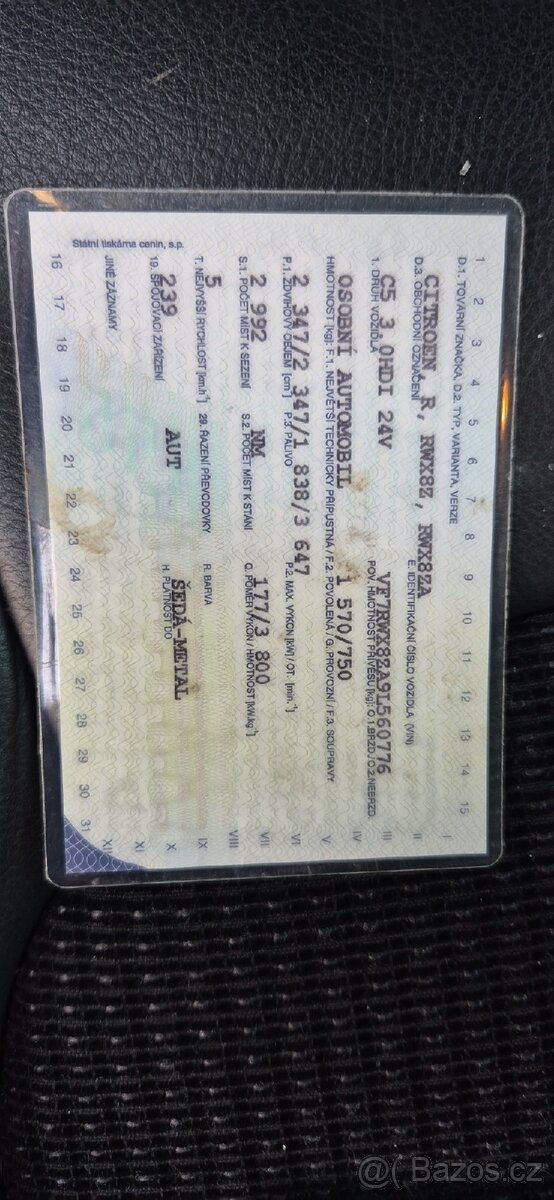 1 2 3 4 5 6 7 8 9 10 11 12 13 14 15
D.1. TOVÁRNÍ ZNAČKA, D.2. TYP, VARIANTA, VERZE
I
CITROEN, R, RWX8Z, RWX8ZA
D.3. OBCHODNÍ OZNAČENÍ E. IDENTIFIKAČNÍ ČÍSLO VOZIDLA (VIN)
II
C5 3.0HDI 24V VF7RWX8ZA9L560776
1. DRUH VOZIDLA POV. HMOTNOST PŘÍVĚSU [kg]: O.1.BRZD./O.2.NEBRZD.
III
OSOBNÍ AUTOMOBIL 1 570/750
IV
HMOTNOST [kg]: F.1. NEJVĚTŠÍ TECHNICKY PŘÍPUSTNÁ / F.2. POVOLENÁ / G. PROVOZNÍ / F.3. SOUPRAVY
V
2 347/2 347/1 838/3 647
P.1. ZDVIHOVÝ OBJEM [cm³] P.3. PALIVO P.2. MAX. VÝKON [kW] / OT. [min.⁻¹]
VI
2 992 NM 177/3 800
S.1. POČET MÍST K SEZENÍ S.2. POČET MÍST K STÁNÍ Q. POMĚR VÝKON / HMOTNOST [kW.kg⁻¹]
VII
5
VIII
T. NEJVYŠŠÍ RYCHLOST [km.h⁻¹] 29. ŘAZENÍ PŘEVODOVKY R. BARVA
IX
239 AUT ŠEDÁ-METAL
19. SPOJOVACÍ ZAŘÍZENÍ H. PLATNOST DO
X
XI
JINÉ ZÁZNAMY
XII
16 17 18 19 20 21 22 23 24 25 26 27 28 29 30 31
Státní tiskárna cenin, s.p.
@( Bazoš.cz